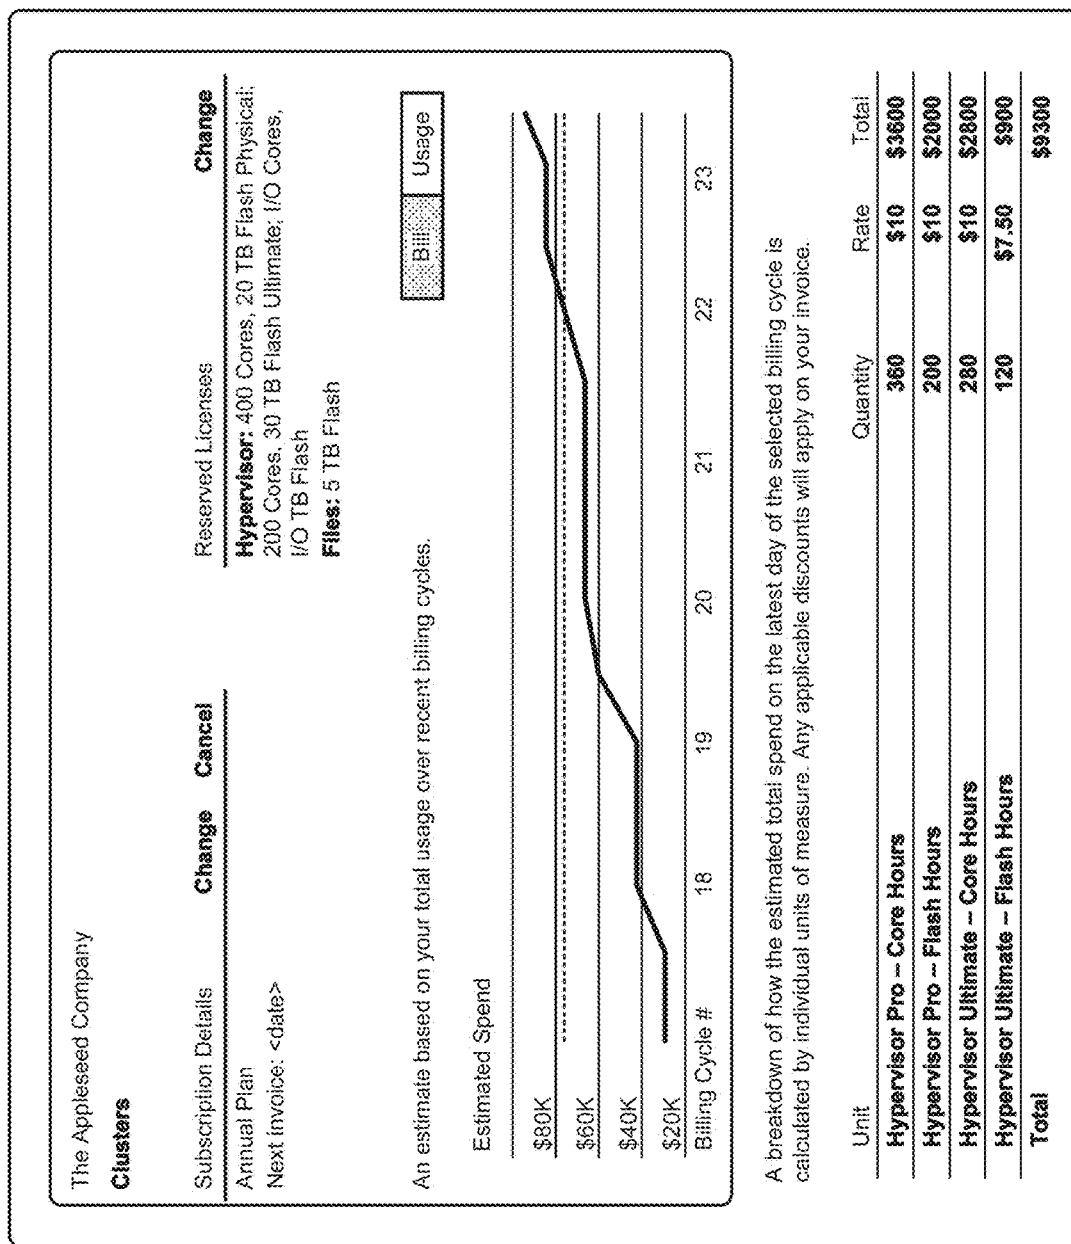 The Appleseed Company
Clusters
Subscription Details Change Cancel
Annual Plan
Next Invoice: <date>
Reserved Licenses Change
Hypervisor: 400 Cores, 20 TB Flash Physical;
200 Cores, 30 TB Flash Ultimate; I/O Cores,
I/O TB Flash
Files: 5 TB Flash
An estimate based on your total usage over recent billing cycles.
Bill Usage
Estimated Spend
$80K
$60K
$40K
$20K
Billing Cycle # 18 19 20 21 22 23
A breakdown of how the estimated total spend on the latest day of the selected billing cycle is
calculated by individual units of measure. Any applicable discounts will apply on your invoice.
Unit Quantity Rate Total
Hypervisor Pro – Core Hours 360 $10 $3600
Hypervisor Pro – Flash Hours 200 $10 $2000
Hypervisor Ultimate – Core Hours 280 $10 $2800
Hypervisor Ultimate – Flash Hours 120 $7.50 $900
Total $9300